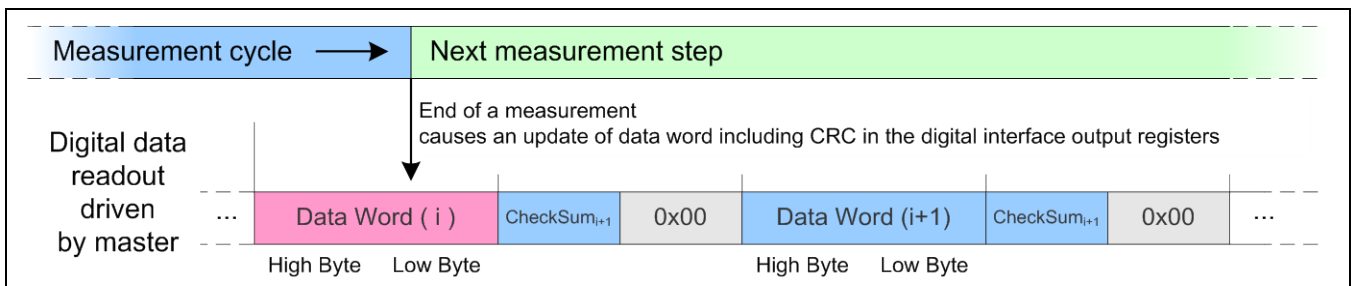 Measurement cycle
Next measurement step
End of a measurement
causes an update of data word including CRC in the digital interface output registers
Digital data
readout
driven
by master
...
Data Word ( i )
CheckSumi+1
0x00
Data Word (i+1)
CheckSumi+1
0x00
...
High Byte
Low Byte
High Byte
Low Byte